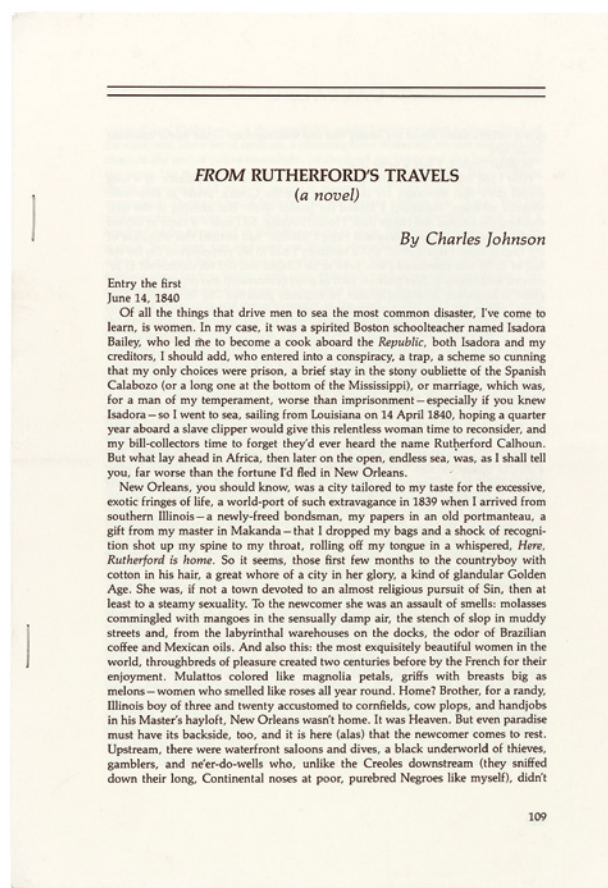 FROM RUTHERFORD'S TRAVELS
(a novel)
By Charles Johnson
Entry the first
June 14, 1840
Of all the things that drive men to sea the most common disaster, I've come to
learn, is women. In my case, it was a spirited Boston schoolteacher named Isadora
Bailey, who led me to become a cook aboard the Republic, both Isadora and my
creditors, I should add, who entered into a conspiracy, a trap, a scheme so cunning
that my only choices were prison, a brief stay in the stony oubliette of the Spanish
Calabozo (or a long one at the bottom of the Mississippi), or marriage, which was,
for a man of my temperament, worse than imprisonment—especially if you knew
Isadora—so I went to sea, sailing from Louisiana on 14 April 1840, hoping a quarter
year aboard a slave clipper would give this relentless woman time to reconsider, and
my bill-collectors time to forget they'd ever heard the name Rutherford Calhoun.
But what lay ahead in Africa, then later on the open, endless sea, was, as I shall tell
you, far worse than the fortune I'd fled in New Orleans.
New Orleans, you should know, was a city tailored to my taste for the excessive,
exotic fringes of life, a world-port of such extravagance in 1839 when I arrived from
southern Illinois—a newly-freed bondsman, my papers in an old portmanteau, a
gift from my master in Makanda—that I dropped my bags and a shock of recogni-
tion shot up my spine to my throat, rolling off my tongue in a whispered, Here,
Rutherford is home. So it seems, those first few months to the countryboy with
cotton in his hair, a great whore of a city in her glory, a kind of glandular Golden
Age. She was, if not a town devoted to an almost religious pursuit of Sin, then at
least to a steamy sexuality. To the newcomer she was an assault of smells: molasses
commingled with mangoes in the sensually damp air, the stench of slop in muddy
streets and, from the labyrinthal warehouses on the docks, the odor of Brazilian
coffee and Mexican oils. And also this: the most exquisitely beautiful women in the
world, throughbreds of pleasure created two centuries before by the French for their
enjoyment. Mulattos colored like magnolia petals, griffs with breasts big as
melons—women who smelled like roses all year round. Home? Brother, for a randy,
Illinois boy of three and twenty accustomed to cornfields, cow plops, and handjobs
in his Master's hayloft, New Orleans wasn't home. It was Heaven. But even paradise
must have its backside, too, and it is here (alas) that the newcomer comes to rest.
Upstream, there were waterfront saloons and dives, a black underworld of thieves,
gamblers, and ne'er-do-wells who, unlike the Creoles downstream (they sniffed
down their long, Continental noses at poor, purebred Negroes like myself), didn't
109